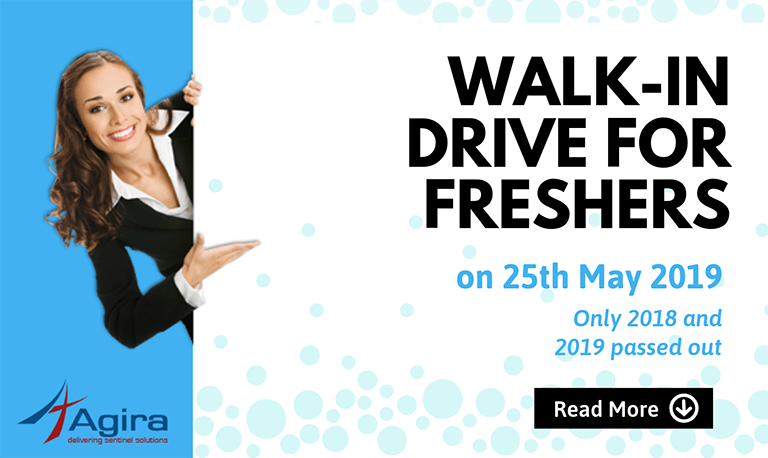 WALK-IN
DRIVE FOR
FRESHERS
on 25th May 2019
Only 2018 and
2019 passed out
Read More
Agira
delivering sentinel solutions